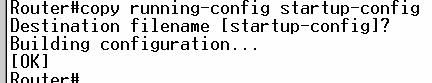 Router#copy running-config startup-config
Destination filename [startup-config]?
Building configuration...
[OK]
Router#